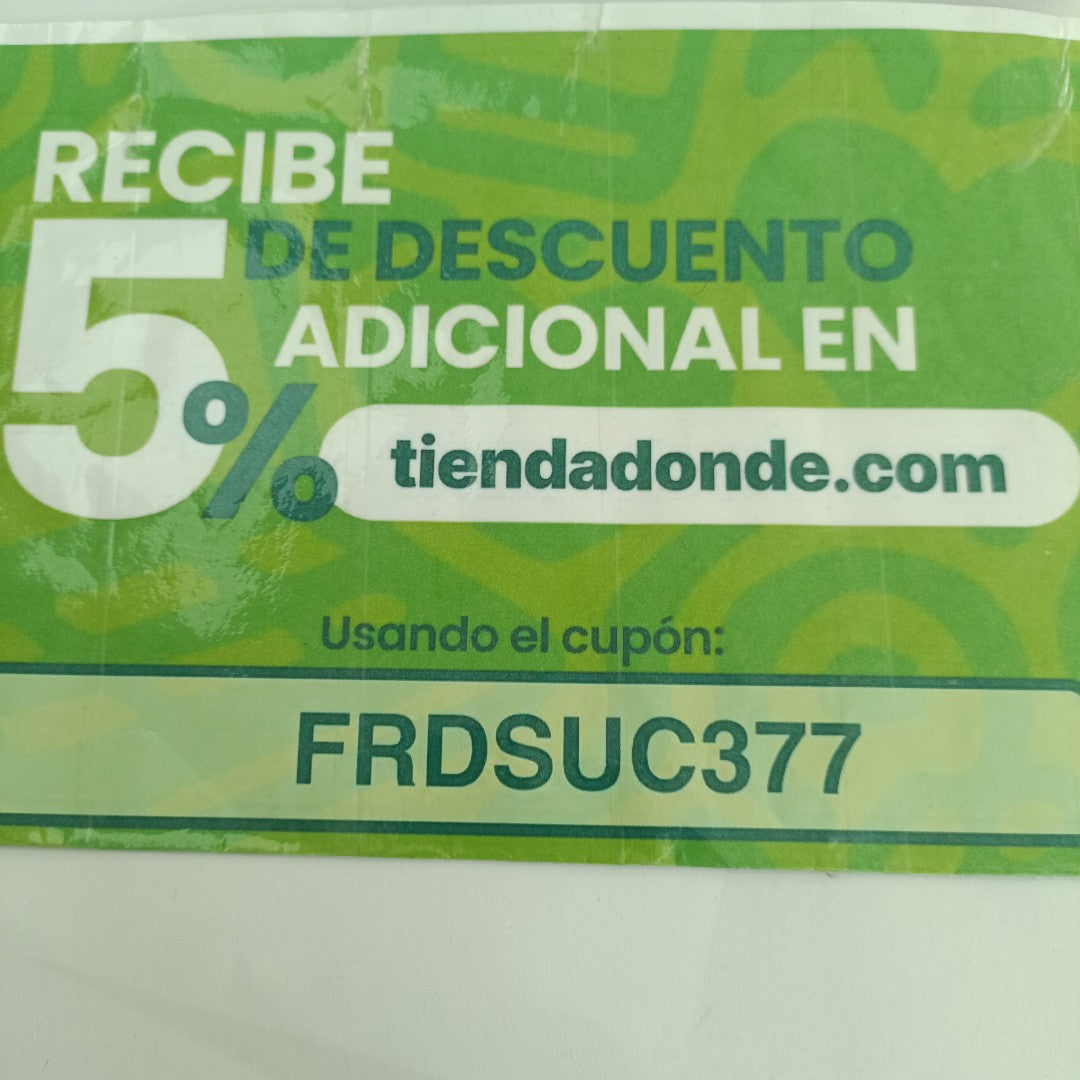 RECIBE
5% DE DESCUENTO
ADICIONAL EN
tiendadonde.com
Usando el cupón:
FRDSUC377